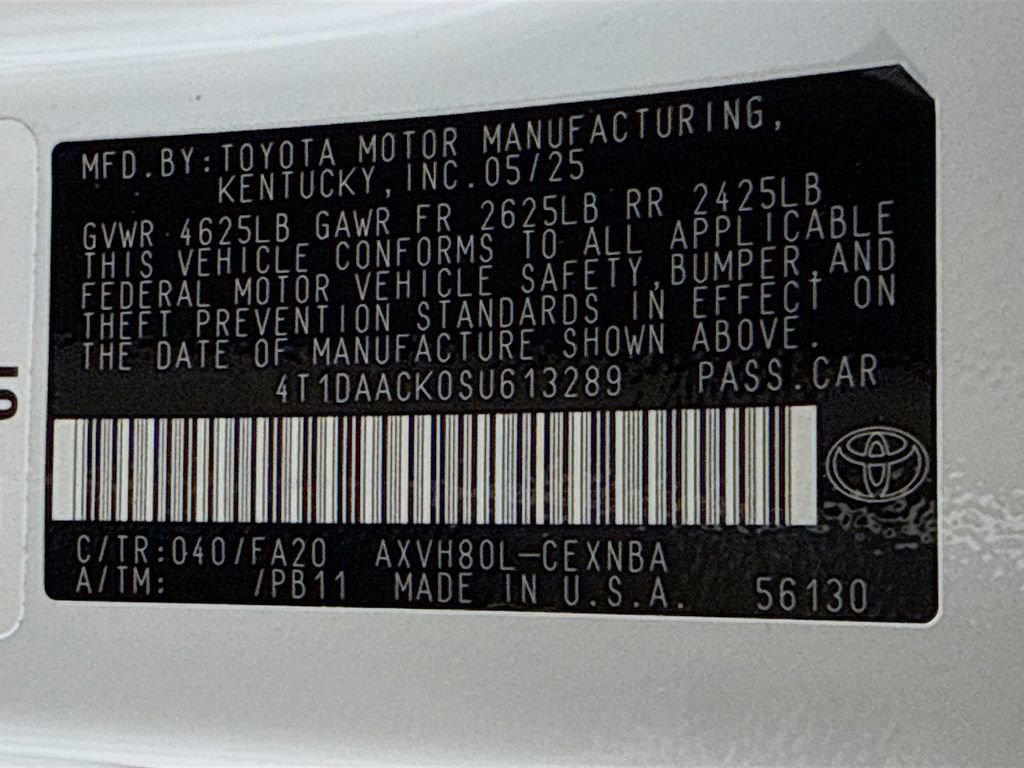 MFD.BY:TOYOTA MOTOR MANUFACTURING,
KENTUCKY,INC.05/25
GVWR 4625LB GAWR FR 2625LB RR 2425LB
THIS VEHICLE CONFORMS TO ALL APPLICABLE
FEDERAL MOTOR VEHICLE SAFETY,BUMPER,AND
THEFT PREVENTION STANDARDS IN EFFECT ON
THE DATE OF MANUFACTURE SHOWN ABOVE.
4T1DAACK0SU613289 PASS.CAR
C/TR:040/FA20 AXVH80L-CEXNBA
A/TM: /PB11 MADE IN U.S.A. 56130